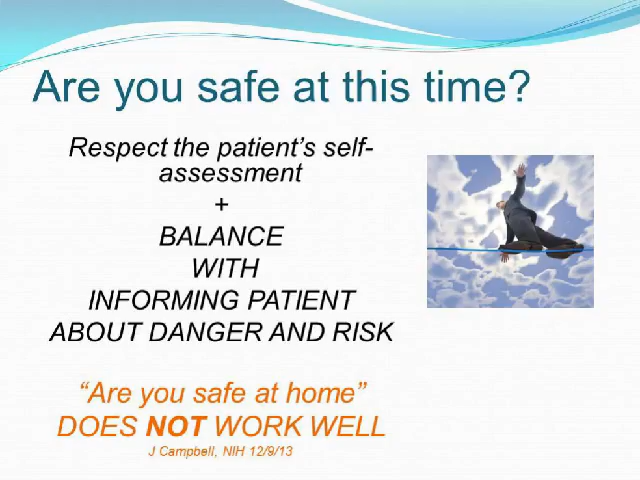 Are you safe at this time?
Respect the patient’s self-
assessment
+
BALANCE
WITH
INFORMING PATIENT
ABOUT DANGER AND RISK
“Are you safe at home”
DOES NOT WORK WELL
J Campbell, NIH 12/9/13